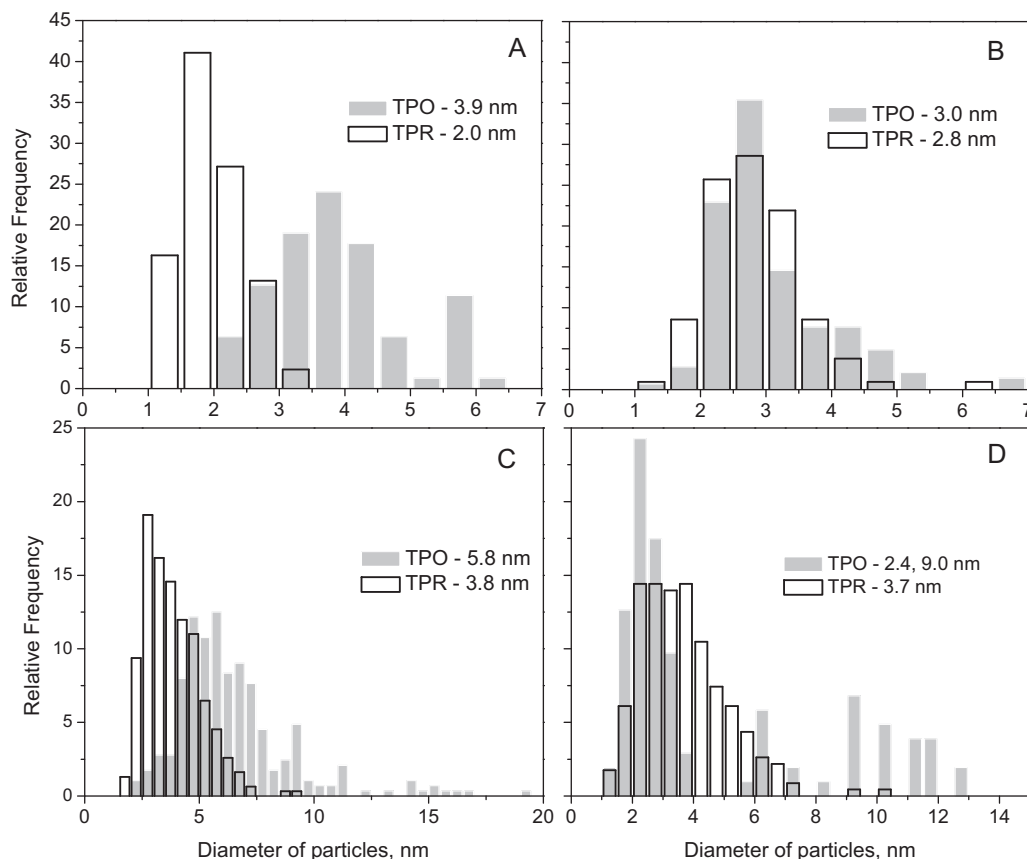 A
TPO - 3.9 nm
TPR - 2.0 nm
Relative Frequency
45
40
35
30
25
20
15
10
5
0
0 1 2 3 4 5 6 7
B
TPO - 3.0 nm
TPR - 2.8 nm
0 1 2 3 4 5 6 7
C
TPO - 5.8 nm
TPR - 3.8 nm
Relative Frequency
25
20
15
10
5
0
0 5 10 15 20
Diameter of particles, nm
D
TPO - 2.4, 9.0 nm
TPR - 3.7 nm
0 2 4 6 8 10 12 14
Diameter of particles, nm